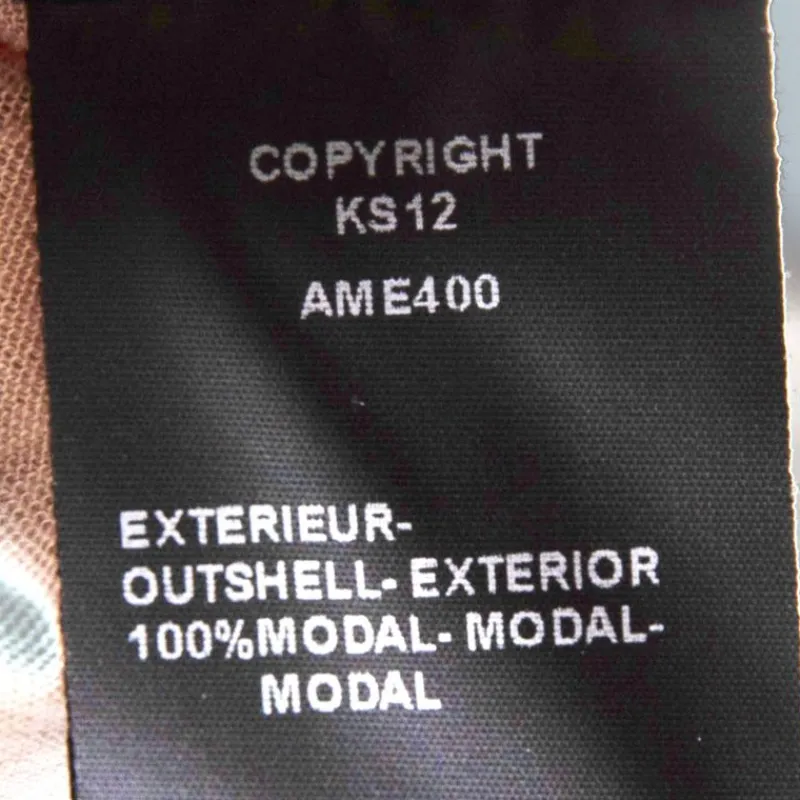 COPYRIGHT
KS12
AME400
EXTERIEUR-
OUTSHELL- EXTERIOR
100%MODAL- MODAL-
MODAL